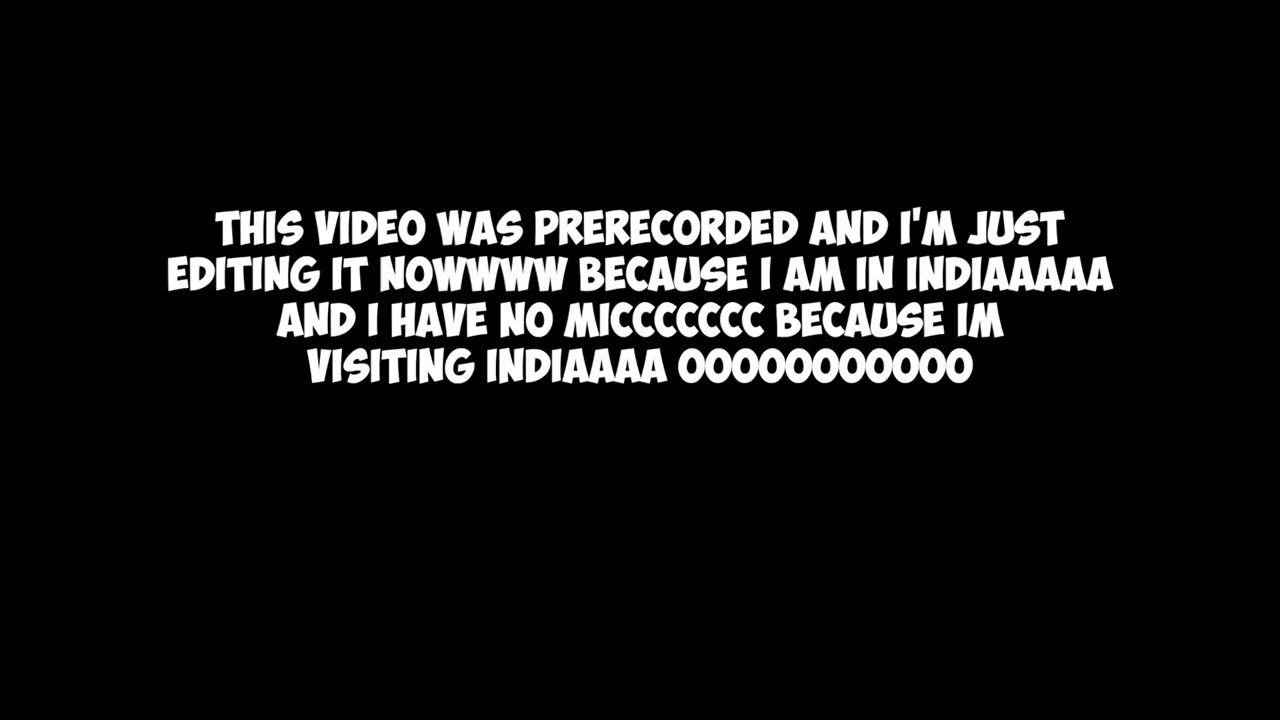 THIS VIDEO WAS PRERECORDED AND I'M JUST
EDITING IT NOWWWW BECAUSE I AM IN INDIAAAAA
AND I HAVE NO MICCCCCCC BECAUSE IM
VISITING INDIAAAA OOOOOOOOOOO